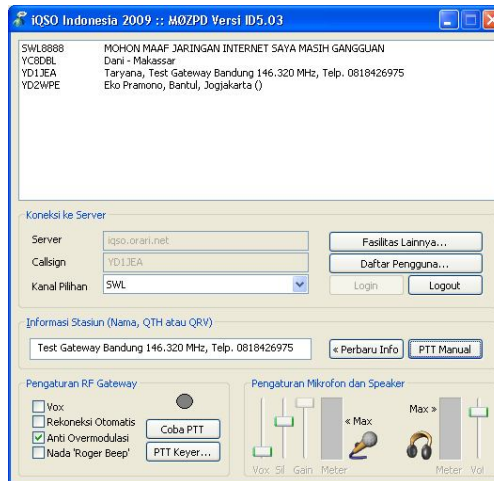 iQSO Indonesia 2009 :: MØZPD Versi ID5.03
SWL8888 MOHON MAAF JARINGAN INTERNET SAYA MASIH GANGGUAN
YC8DBL Dani - Makassar
YD1JEA Taryana, Test Gateway Bandung 146.320 MHz, Telp. 0818426975
YD2WPE Eko Pramono, Bantul, Jogjakarta ()
Koneksi ke Server
Server iqso.orari.net Fasilitas Lainnya...
Callsign YD1JEA Daftar Pengguna...
Kanal Pilihan SWL Login Logout
Informasi Stasiun (Nama, QTH atau QRV)
Test Gateway Bandung 146.320 MHz, Telp. 0818426975 « Perbaru Info PTT Manual
Pengaturan RF Gateway
Vox
Rekoneksi Otomatis
Anti Overmodulasi
Nada 'Roger Beep'
Coba PTT
PTT Keyer...
Pengaturan Mikrofon dan Speaker
« Max Max »
Vox Sil Gain Meter Meter Vol